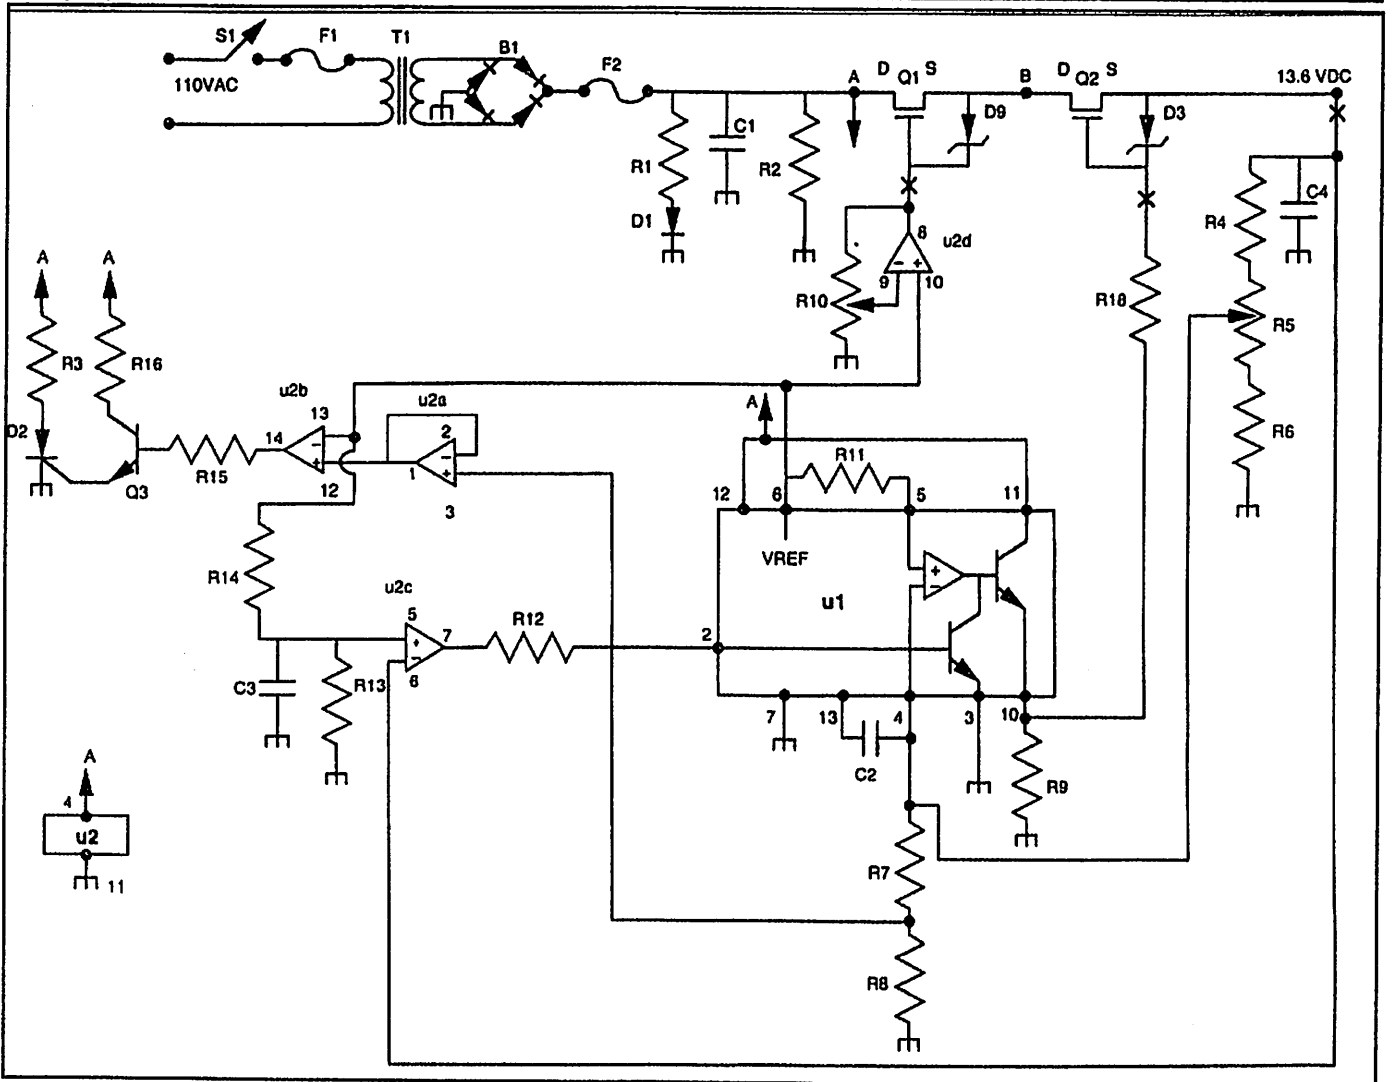 S1
F1
T1
B1
F2
A
D
Q1
S
B
D
Q2
S
13.6 VDC
110VAC
R1
C1
R2
D9
D3
D1
R4
C4
8
u2d
A
A
9
10
R10
R18
R5
R3
R16
u2b
u2a
A
R6
D2
13
2
14
R11
R15
1
Q3
12
3
12
6
5
11
VREF
R14
u2c
u1
5
R12
7
2
6
C3
R13
7
13
4
3
10
A
C2
R9
4
u2
11
R7
R8